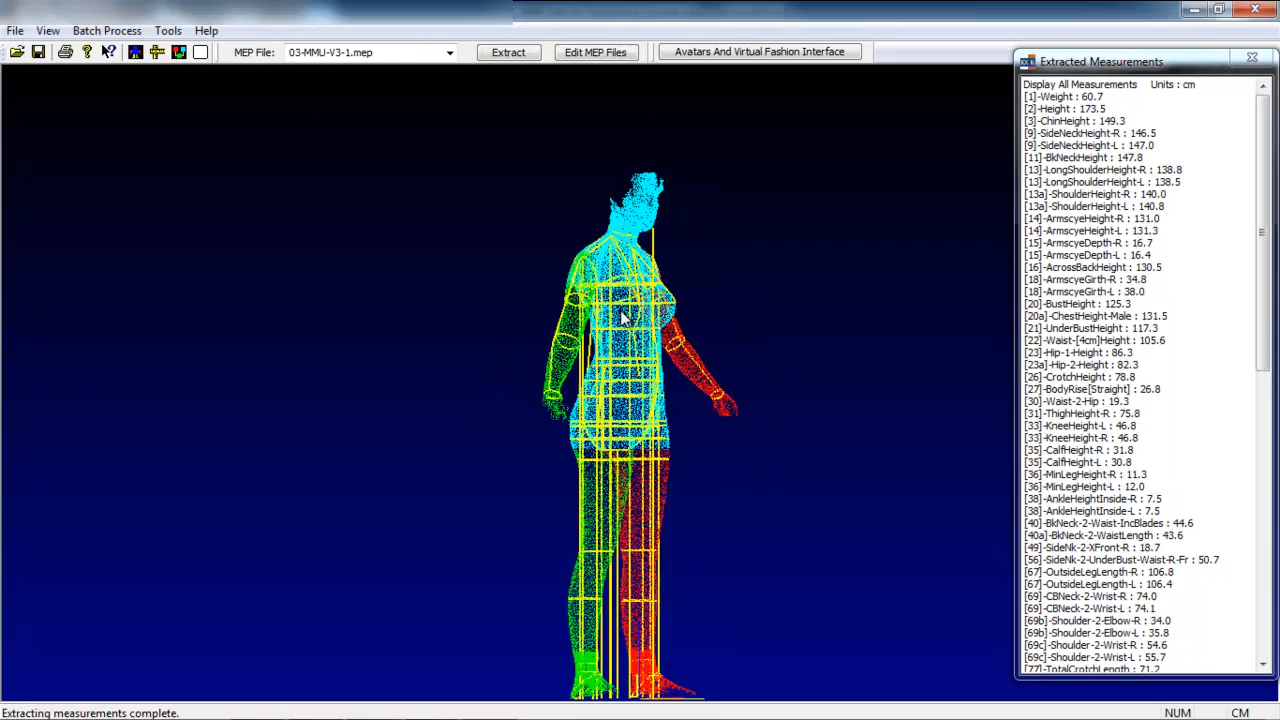 File View Batch Process Tools Help
MEP File: 03-MMU-V3-1.mep Extract Edit MEP Files Avatars And Virtual Fashion Interface
Extracted Measurements
Display All Measurements Units : cm
[1]-Weight : 60.7
[2]-Height : 173.5
[3]-ChinHeight : 149.3
[9]-SideNeckHeight-R : 146.5
[9]-SideNeckHeight-L : 147.0
[11]-BkNeckHeight : 147.8
[13]-LongShoulderHeight-R : 138.8
[13]-LongShoulderHeight-L : 138.5
[13a]-ShoulderHeight-R : 140.0
[13a]-ShoulderHeight-L : 140.8
[14]-ArmscyeHeight-R : 131.0
[14]-ArmscyeHeight-L : 131.3
[15]-ArmscyeDepth-R : 16.7
[15]-ArmscyeDepth-L : 16.4
[16]-AcrossBackHeight : 130.5
[18]-ArmscyeGirth-R : 34.8
[18]-ArmscyeGirth-L : 38.0
[20]-BustHeight : 125.3
[20a]-ChestHeight-Male : 131.5
[21]-UnderBustHeight : 117.3
[22]-Waist-[4cm]Height : 105.6
[23]-Hip-1-Height : 86.3
[23a]-Hip-2-Height : 82.3
[26]-CrotchHeight : 78.8
[27]-BodyRise[Straight] : 26.8
[30]-Waist-2-Hip : 19.3
[31]-ThighHeight-R : 75.8
[33]-KneeHeight-L : 46.8
[33]-KneeHeight-R : 46.8
[35]-CalfHeight-R : 31.8
[35]-CalfHeight-L : 30.8
[36]-MinLegHeight-R : 11.3
[36]-MinLegHeight-L : 12.0
[38]-AnkleHeightInside-R : 7.5
[38]-AnkleHeightInside-L : 7.5
[40]-BkNeck-2-Waist-IncBlades : 44.6
[40a]-BkNeck-2-WaistLength : 43.6
[49]-SideNk-2-XFront-R : 18.7
[56]-SideNk-2-UnderBust-Waist-R-Fr : 50.7
[67]-OutsideLegLength-R : 106.8
[67]-OutsideLegLength-L : 106.4
[69]-CBNeck-2-Wrist-R : 74.0
[69]-CBNeck-2-Wrist-L : 74.1
[69b]-Shoulder-2-Elbow-R : 34.0
[69b]-Shoulder-2-Elbow-L : 35.8
[69c]-Shoulder-2-Wrist-R : 54.6
[69c]-Shoulder-2-Wrist-L : 55.7
[77]-TotalCrotchLength : 71.2
Extracting measurements complete. NUM CM